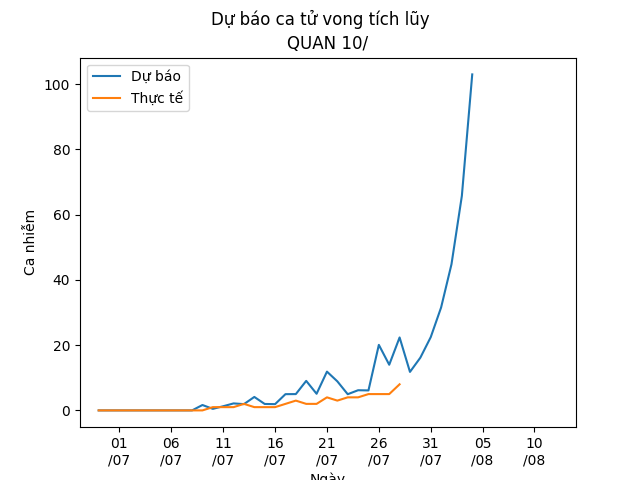 Dự báo ca tử vong tích lũy
QUAN 10/
Dự báo
Thực tế
Ca nhiễm
100
80
60
40
20
0
01 06 11 16 21 26 31 05 10
/07 /07 /07 /07 /07 /07 /07 /08 /08
Ngày